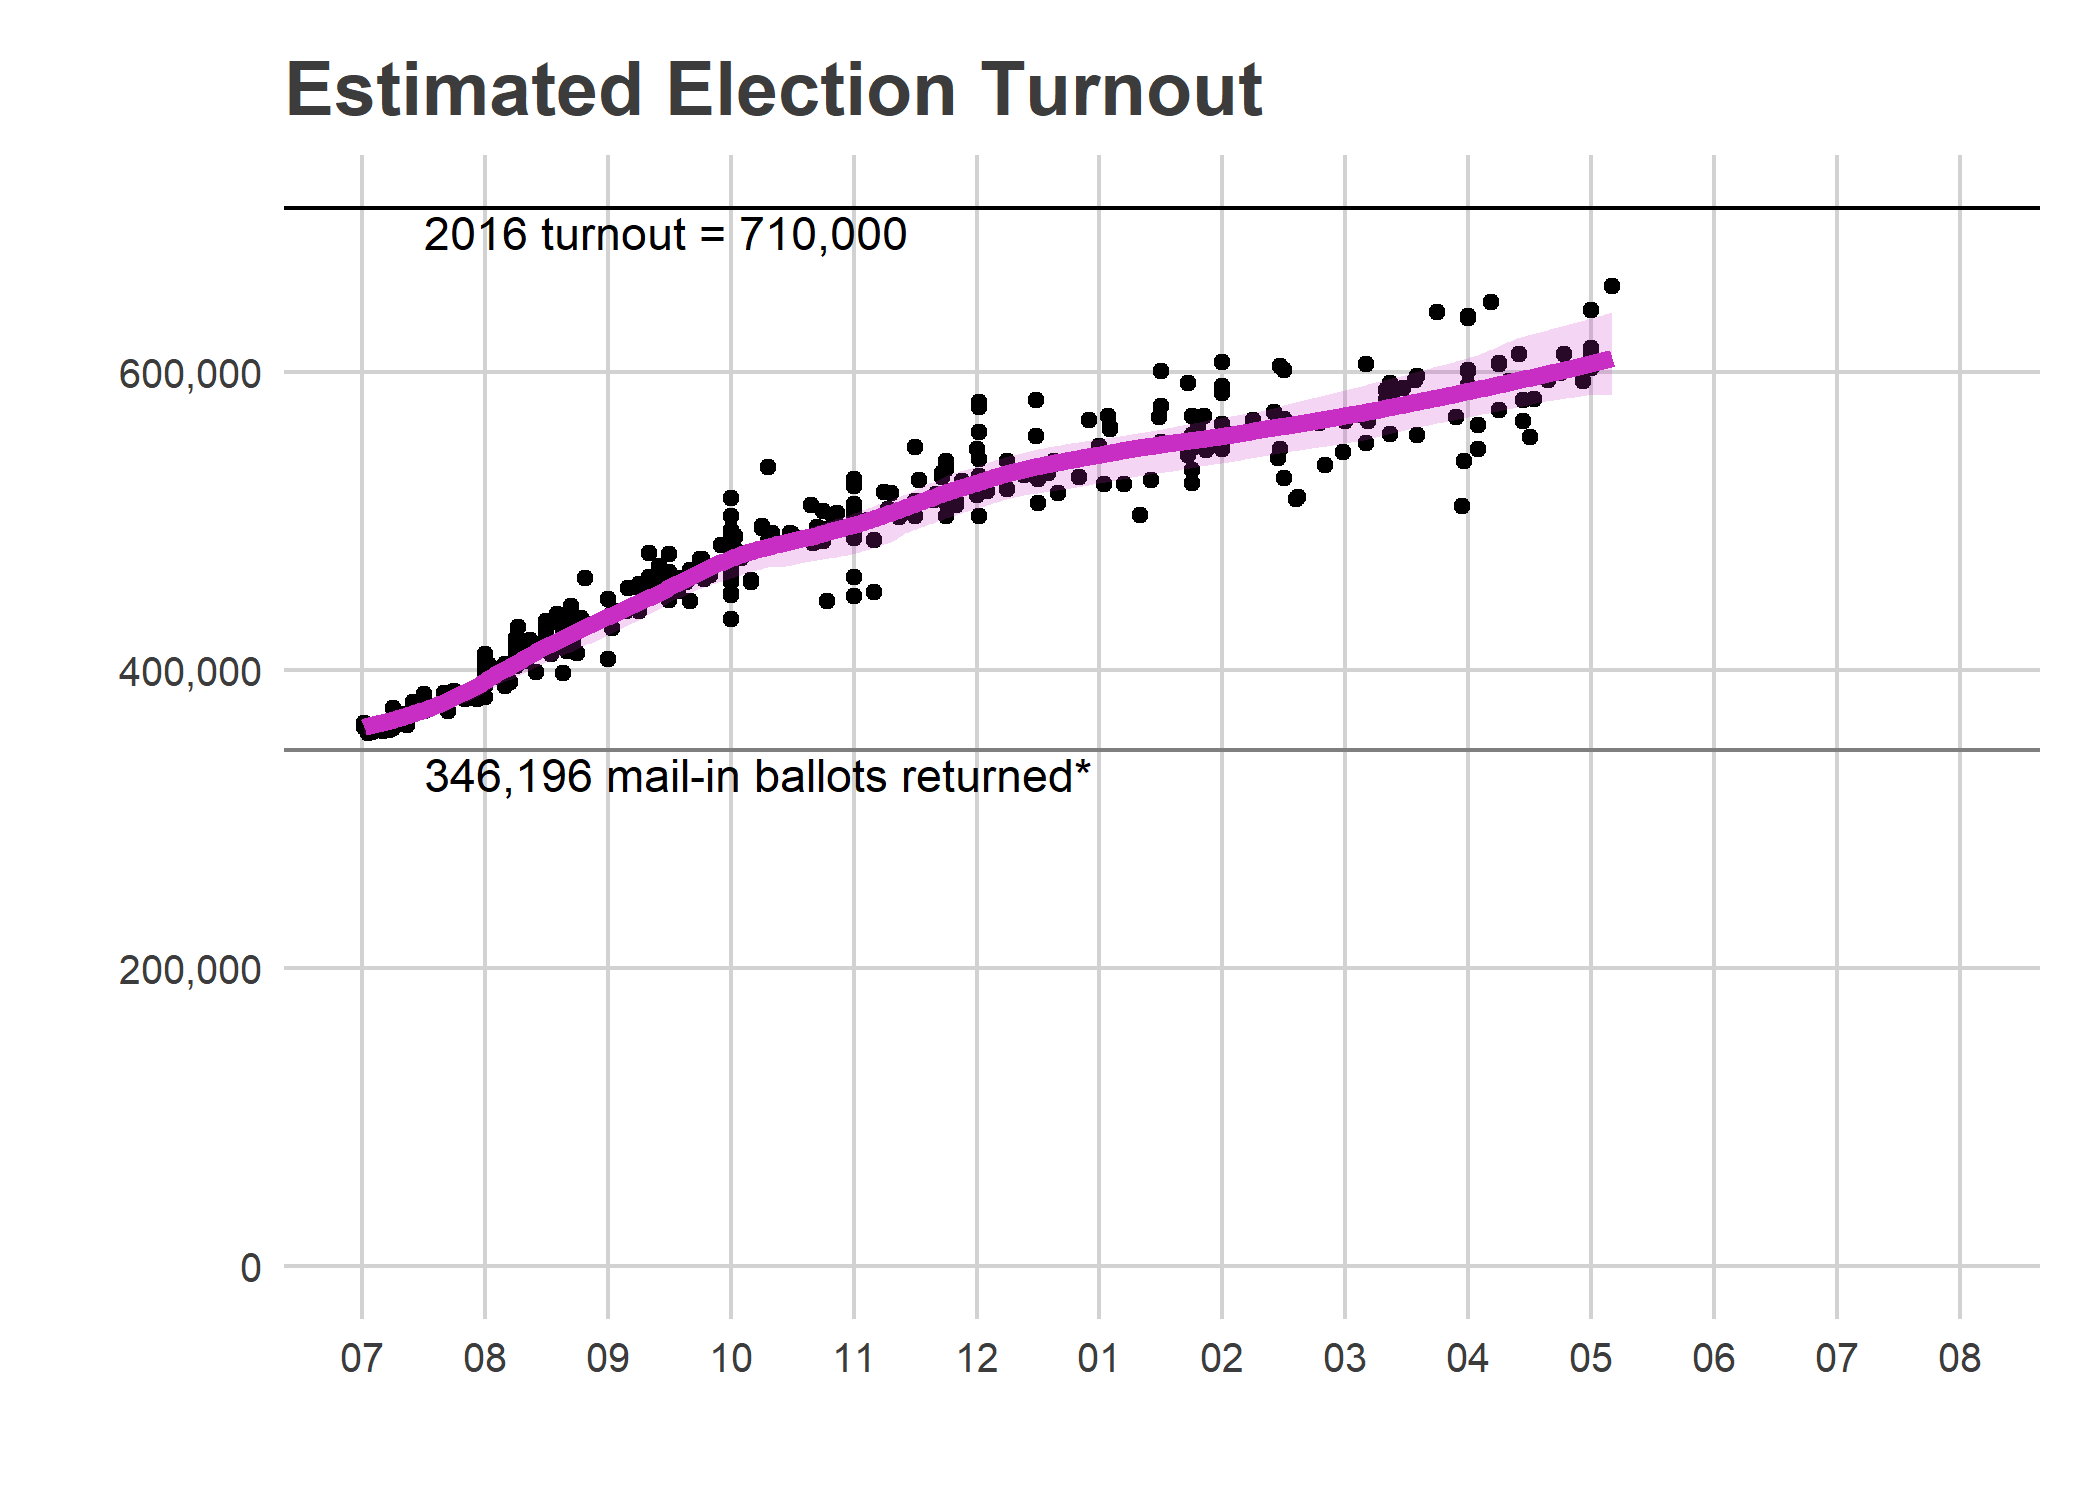 Estimated Election Turnout
2016 turnout = 710,000
600,000
400,000
346,196 mail-in ballots returned*
200,000
0
07 08 09 10 11 12 01 02 03 04 05 06 07 08